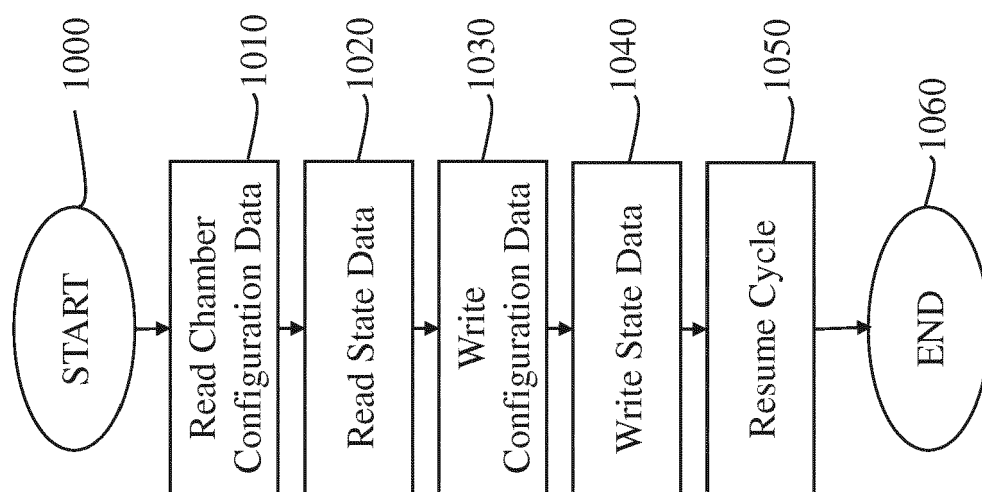 START
1000
Read Chamber
Configuration Data
1010
Read State Data
1020
Write
Configuration Data
1030
Write State Data
1040
Resume Cycle
1050
END
1060